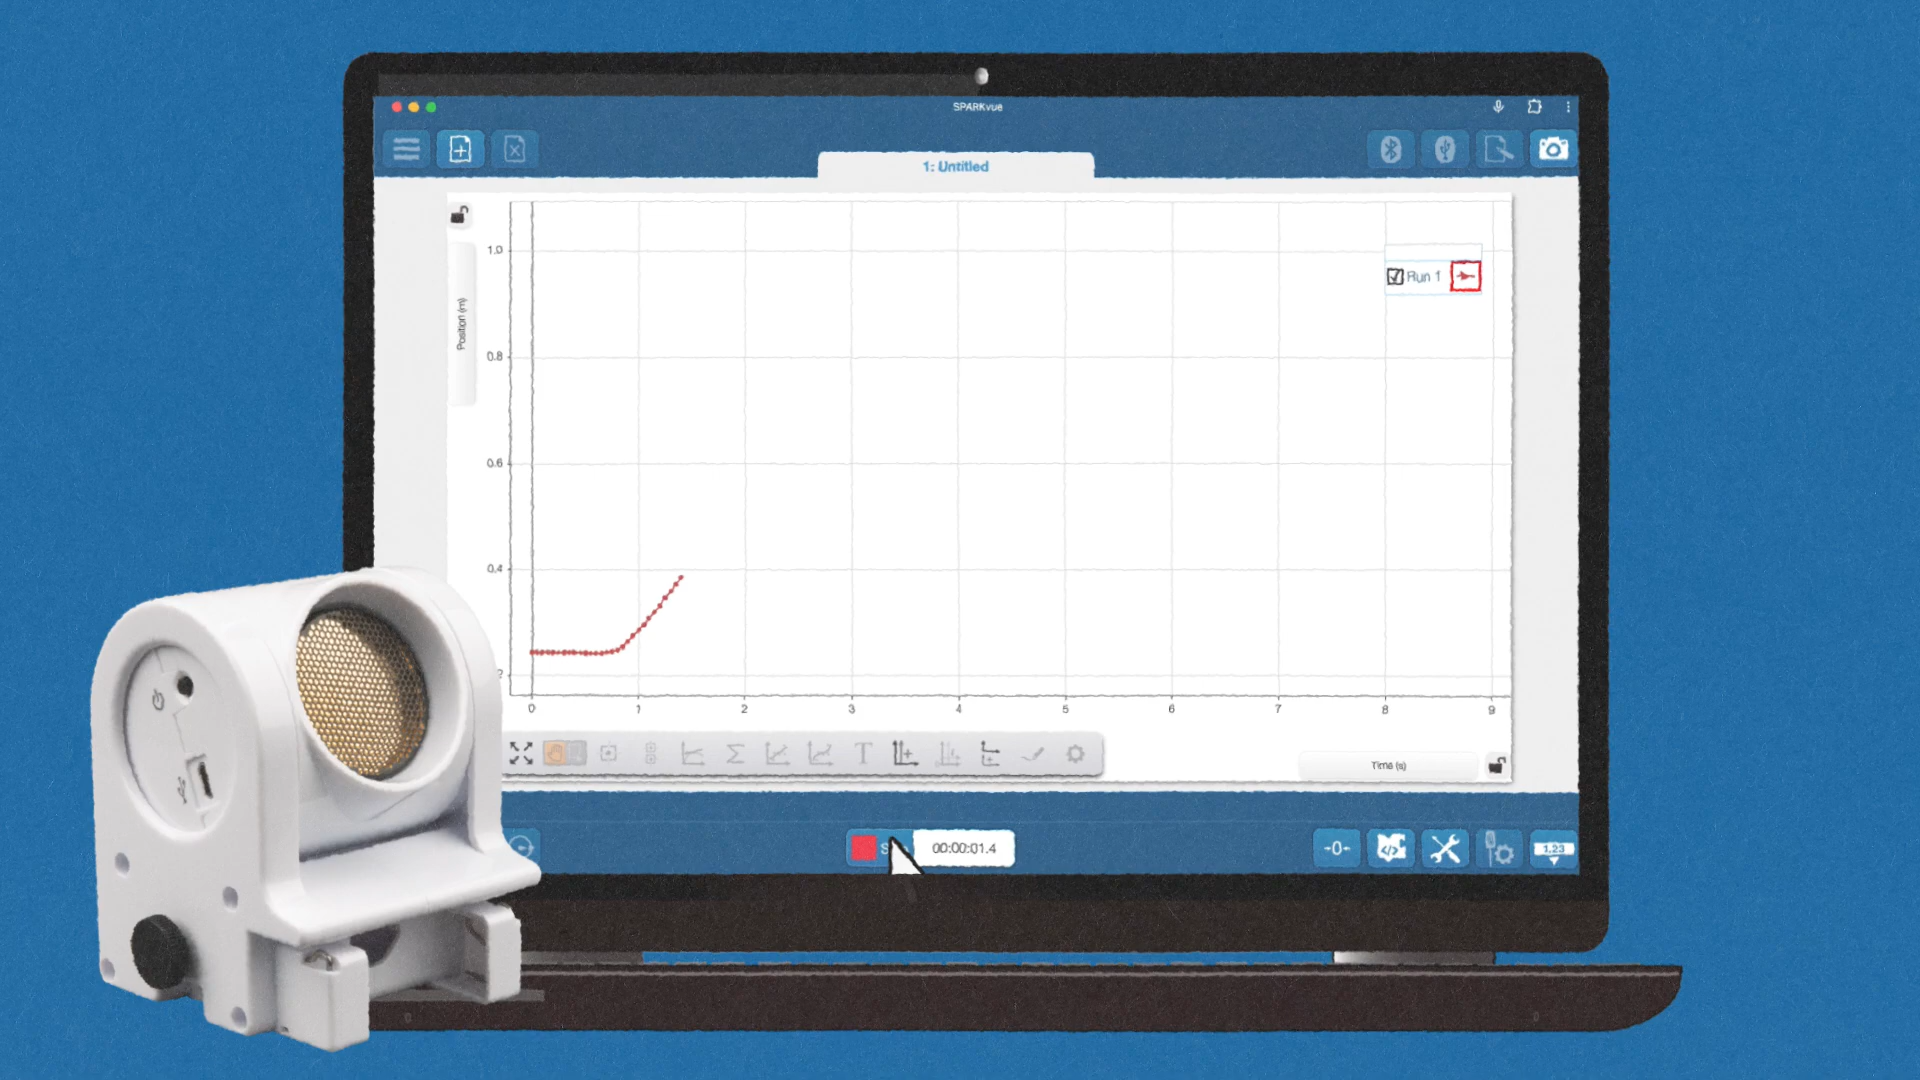 SPARKvue
1: Untitled
1.0
Run 1
Position (m)
0.8
0.6
0.4
0 1 2 3 4 5 6 7 8 9
T
Time (s)
00:00:01.4
-0-
</>
1.23